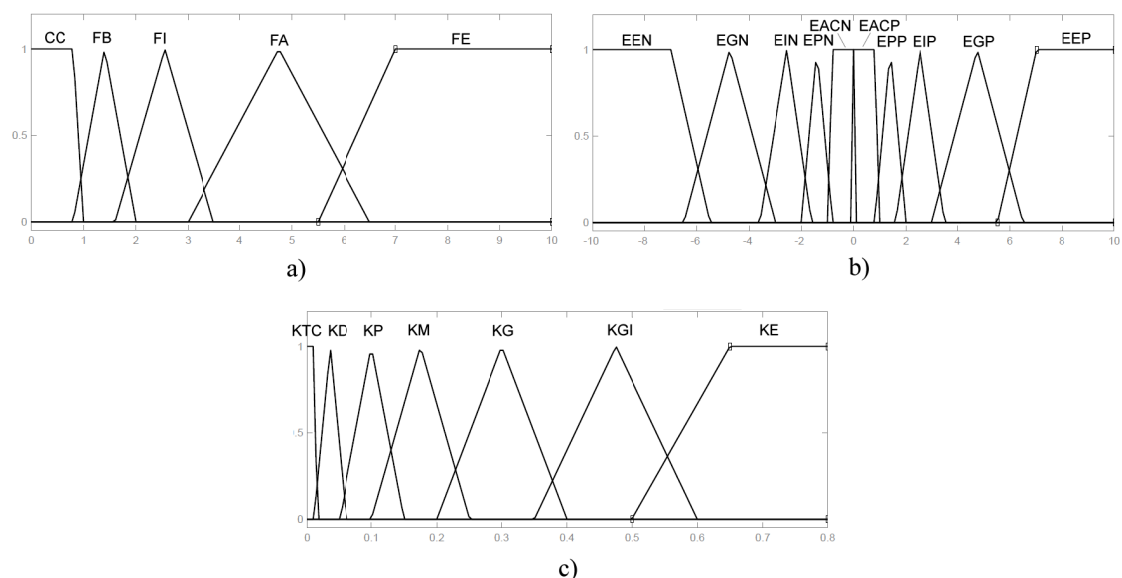 CC FB FI FA FE
1
0.5
0
0 1 2 3 4 5 6 7 8 9 10
a)
EACN EACP
EEN EGN EIN EPN EPP EIP EGP EEP
1
0.5
0
-10 -8 -6 -4 -2 0 2 4 6 8 10
b)
KTC KD KP KM KG KGI KE
1
0.5
0
0 0.1 0.2 0.3 0.4 0.5 0.6 0.7 0.8
c)